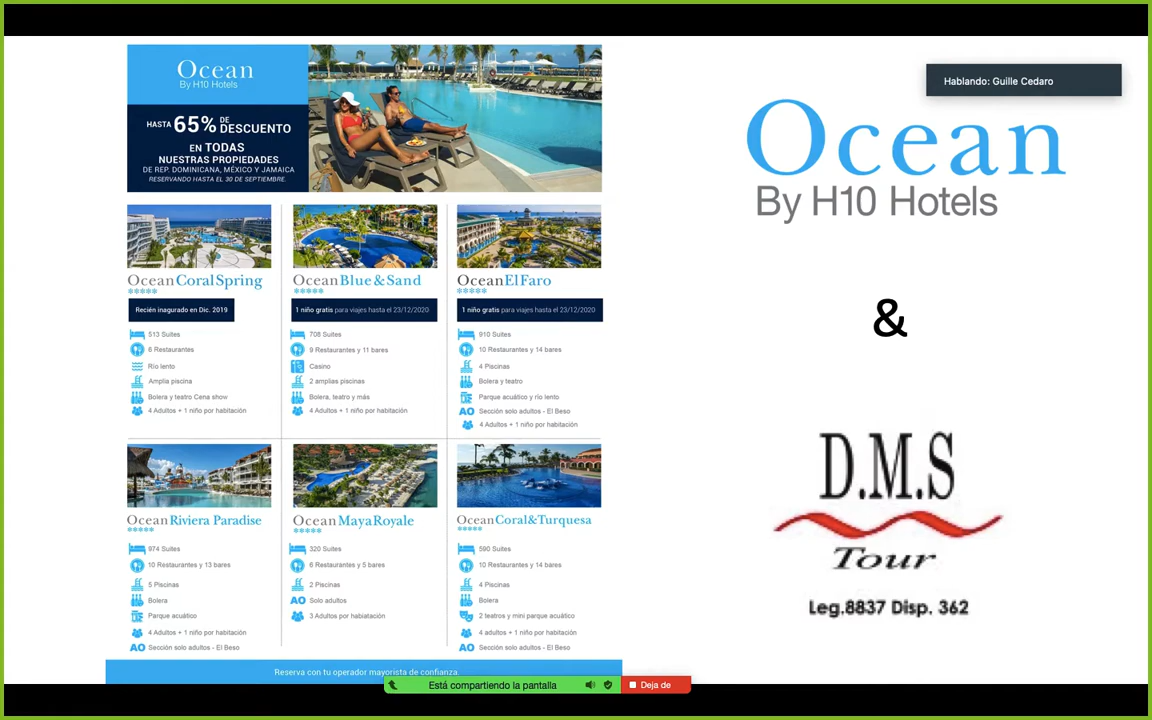 Ocean
By H10 Hotels
HASTA 65% DE DESCUENTO
EN TODAS
NUESTRAS PROPIEDADES
DE REP. DOMINICANA, MÉXICO Y JAMAICA
RESERVANDO HASTA EL 30 DE SEPTIEMBRE.
Ocean Coral Spring
*****
Recién inagurado en Dic. 2019
513 Suites
6 Restaurantes
Río lento
Amplia piscina
Bolera y teatro Cena show
4 Adultos + 1 niño por habitación
Ocean Blue & Sand
*****
1 niño gratis para viajes hasta el 23/12/2020
708 Suites
9 Restaurantes y 11 bares
Casino
2 amplias piscinas
Bolera, teatro y más
4 Adultos + 1 niño por habitación
Ocean El Faro
*****
1 niño gratis para viajes hasta el 23/12/2020
910 Suites
10 Restaurantes y 14 bares
4 Piscinas
Bolera y teatro
Parque acuático y río lento
AO Sección solo adultos - El Beso
4 Adultos + 1 niño por habitación
Ocean Riviera Paradise
*****
974 Suites
10 Restaurantes y 13 bares
5 Piscinas
Bolera
Parque acuático
4 Adultos + 1 niño por habitación
AO Sección solo adultos - El Beso
Ocean Maya Royale
*****
320 Suites
6 Restaurantes y 5 bares
2 Piscinas
AO Solo adultos
3 Adultos por habiatación
Ocean Coral & Turquesa
*****
590 Suites
10 Restaurantes y 14 bares
4 Piscinas
Bolera
2 teatros y mini parque acuático
4 adultos + 1 niño por habitación
AO Sección solo adultos - El Beso
Reserva con tu operador mayorista de confianza.
Hablando: Guille Cedaro
Ocean
By H10 Hotels
&
D.M.S
Tour
Leg.8837 Disp. 362
Está compartiendo la pantalla
Deja de